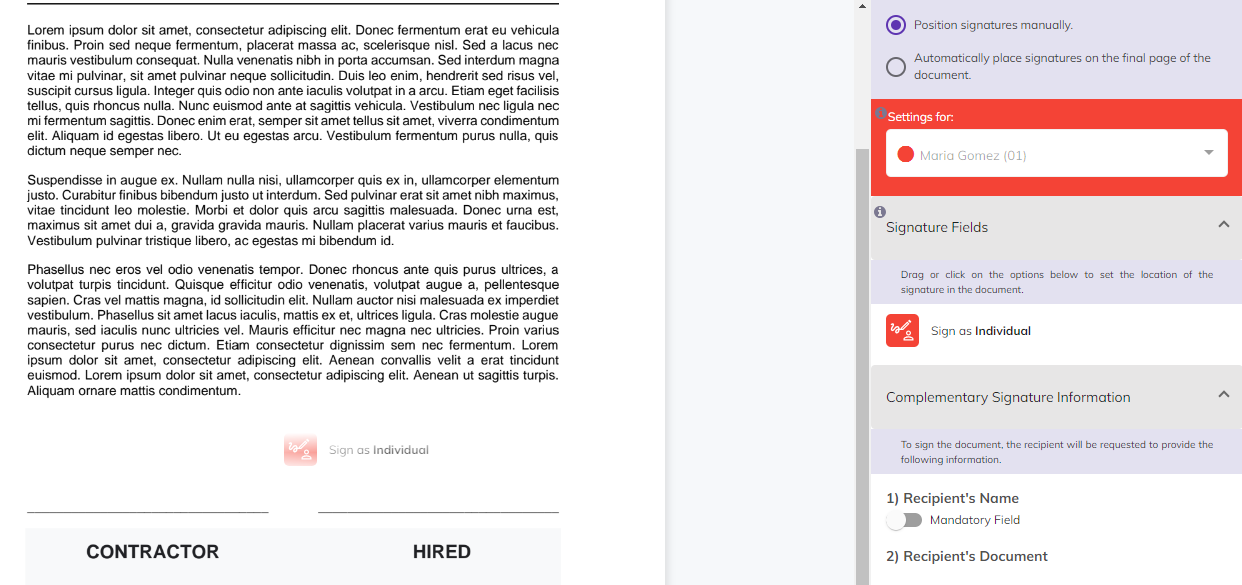 Lorem ipsum dolor sit amet, consectetur adipiscing elit. Donec fermentum erat eu vehicula
finibus. Proin sed neque fermentum, placerat massa ac, scelerisque nisl. Sed a lacus nec
mauris vestibulum consequat. Nulla venenatis nibh in porta accumsan. Sed interdum magna
vitae mi pulvinar, sit amet pulvinar neque sollicitudin. Duis leo enim, hendrerit sed risus vel,
suscipit cursus ligula. Integer quis odio non ante iaculis volutpat in a arcu. Etiam eget facilisis
tellus, quis rhoncus nulla. Nunc euismod ante at sagittis vehicula. Vestibulum nec ligula nec
mi fermentum sagittis. Donec enim erat, semper sit amet tellus sit amet, viverra condimentum
elit. Aliquam id egestas libero. Ut eu egestas arcu. Vestibulum fermentum purus nulla, quis
dictum neque semper nec.
Suspendisse in augue ex. Nullam nulla nisi, ullamcorper quis ex in, ullamcorper elementum
justo. Curabitur finibus bibendum justo ut interdum. Sed pulvinar erat sit amet nibh maximus,
vitae tincidunt leo molestie. Morbi et dolor quis arcu sagittis malesuada. Donec urna est,
maximus sit amet dui a, gravida gravida mauris. Nullam placerat varius mauris et faucibus.
Vestibulum pulvinar tristique libero, ac egestas mi bibendum id.
Phasellus nec eros vel odio venenatis tempor. Donec rhoncus ante quis purus ultrices, a
volutpat turpis tincidunt. Quisque efficitur odio venenatis, volutpat augue a, pellentesque
sapien. Cras vel mattis magna, id sollicitudin elit. Nullam auctor nisi malesuada ex imperdiet
vestibulum. Phasellus sit amet lacus iaculis, mattis ex et, ultrices ligula. Cras molestie augue
mauris, sed iaculis nunc ultricies vel. Mauris efficitur nec magna nec ultricies. Proin varius
consectetur purus nec dictum. Etiam consectetur dignissim sem nec fermentum. Lorem
ipsum dolor sit amet, consectetur adipiscing elit. Aenean convallis velit a erat tincidunt
euismod. Lorem ipsum dolor sit amet, consectetur adipiscing elit. Aenean ut sagittis turpis.
Aliquam ornare mattis condimentum.
Sign as Individual
CONTRACTOR HIRED
Position signatures manually.
Automatically place signatures on the final page of the
document.
Settings for:
Maria Gomez (01)
Signature Fields
Drag or click on the options below to set the location of the
signature in the document.
Sign as Individual
Complementary Signature Information
To sign the document, the recipient will be requested to provide the
following information.
1) Recipient's Name
Mandatory Field
2) Recipient's Document